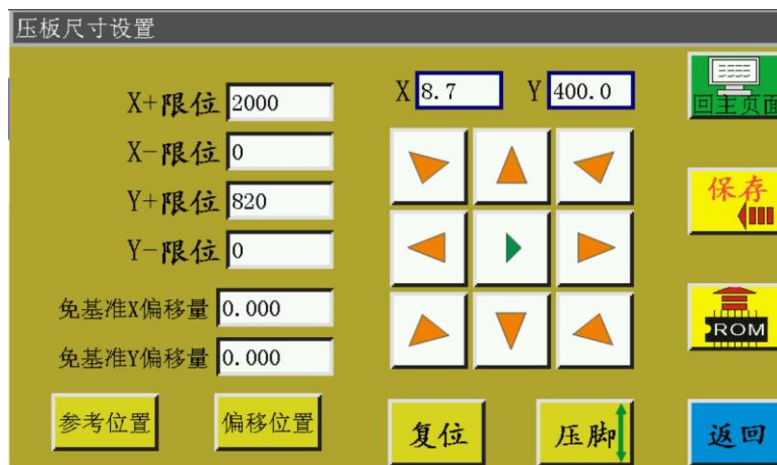 压板尺寸设置
X+限位 2000
X-限位 0
Y+限位 820
Y-限位 0
免基准X偏移量 0.000
免基准Y偏移量 0.000
参考位置 偏移位置
X 8.7 Y 400.0
复位 压脚
回主页面
保存
ROM
返回